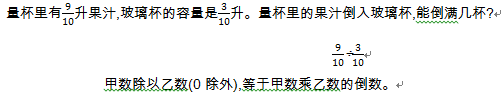 量杯里有9/10升果汁,玻璃杯的容量是3/10升。量杯里的果汁倒入玻璃杯,能倒满几杯?
9/10÷3/10
甲数除以乙数(0 除外),等于甲数乘乙数的倒数。